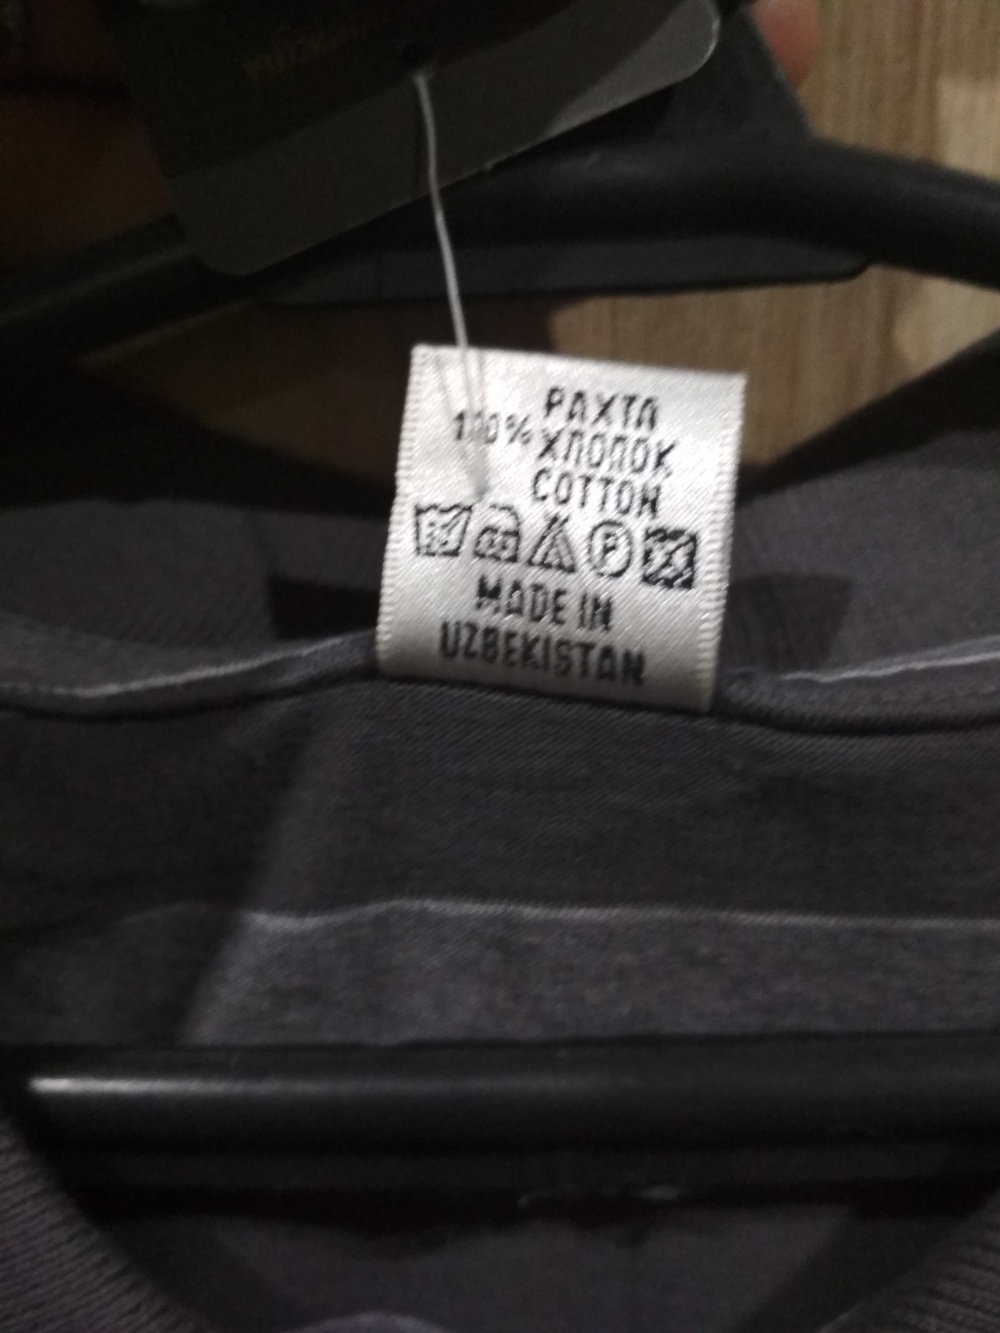 PAXTA
100% ХЛОПОК
COTTON
P
MADE IN
UZBEKISTAN